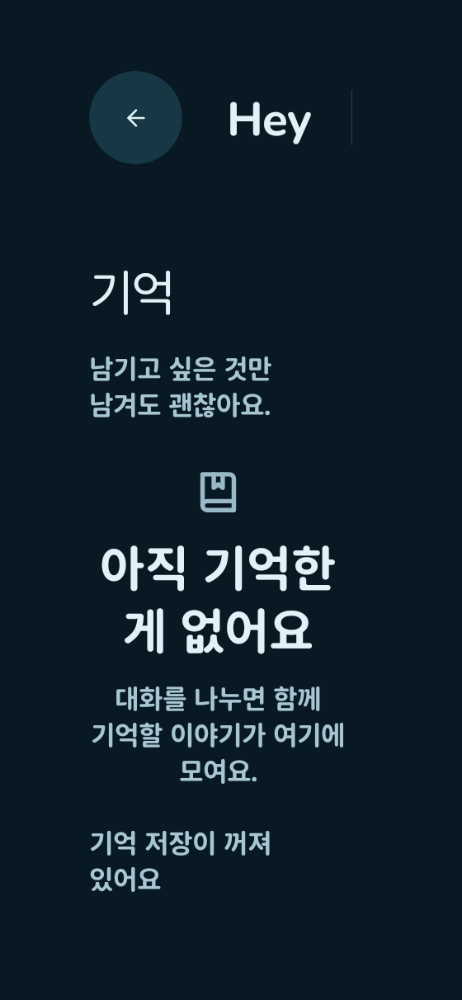 Hey
기억
남기고 싶은 것만
남겨도 괜찮아요.
아직 기억한
게 없어요
대화를 나누면 함께
기억할 이야기가 여기에
모여요.
기억 저장이 꺼져
있어요